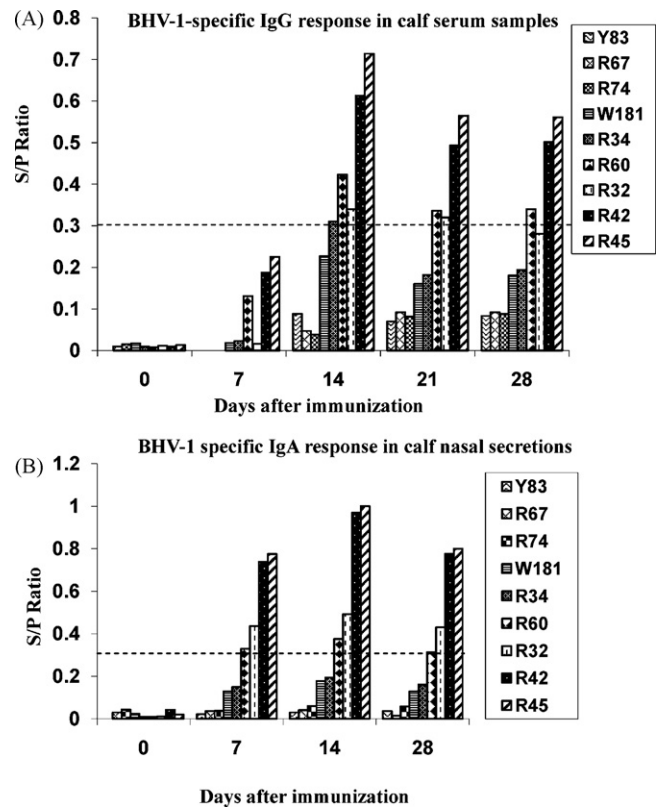 (A)
BHV-1-specific IgG response in calf serum samples
S/P Ratio
0.8
0.7
0.6
0.5
0.4
0.3
0.2
0.1
0
0 7 14 21 28
Days after immunization
Y83
R67
R74
W181
R34
R60
R32
R42
R45
(B)
BHV-1 specific IgA response in calf nasal secretions
S/P Ratio
1.2
1
0.8
0.6
0.4
0.2
0
0 7 14 28
Days after immunization
Y83
R67
R74
W181
R34
R60
R32
R42
R45